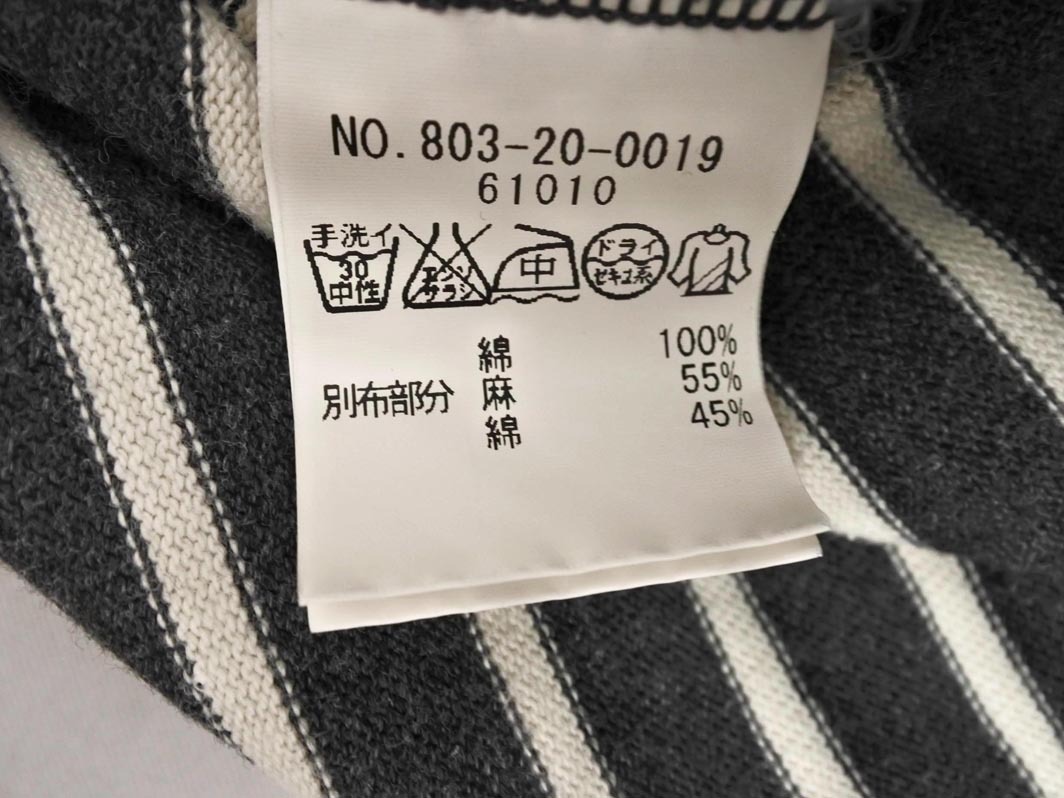 NO. 803-20-0019
61010
手洗イ
30
中性
エンソ
サラシ
中
ドライ
セキユ系
綿 100%
別布部分 麻 55%
綿 45%